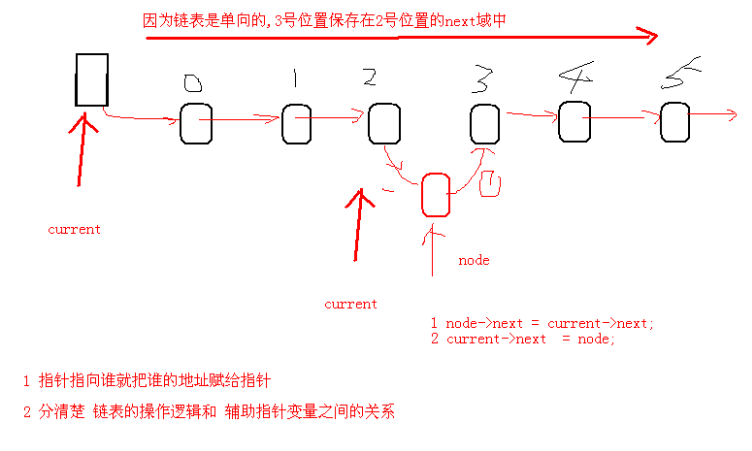 因为链表是单向的,3号位置保存在2号位置的next域中
0 1 2 3 4 5
1
current
node
current
1 node->next = current->next;
2 current->next = node;
1 指针指向谁就把谁的地址赋给指针
2 分清楚 链表的操作逻辑和 辅助指针变量之间的关系